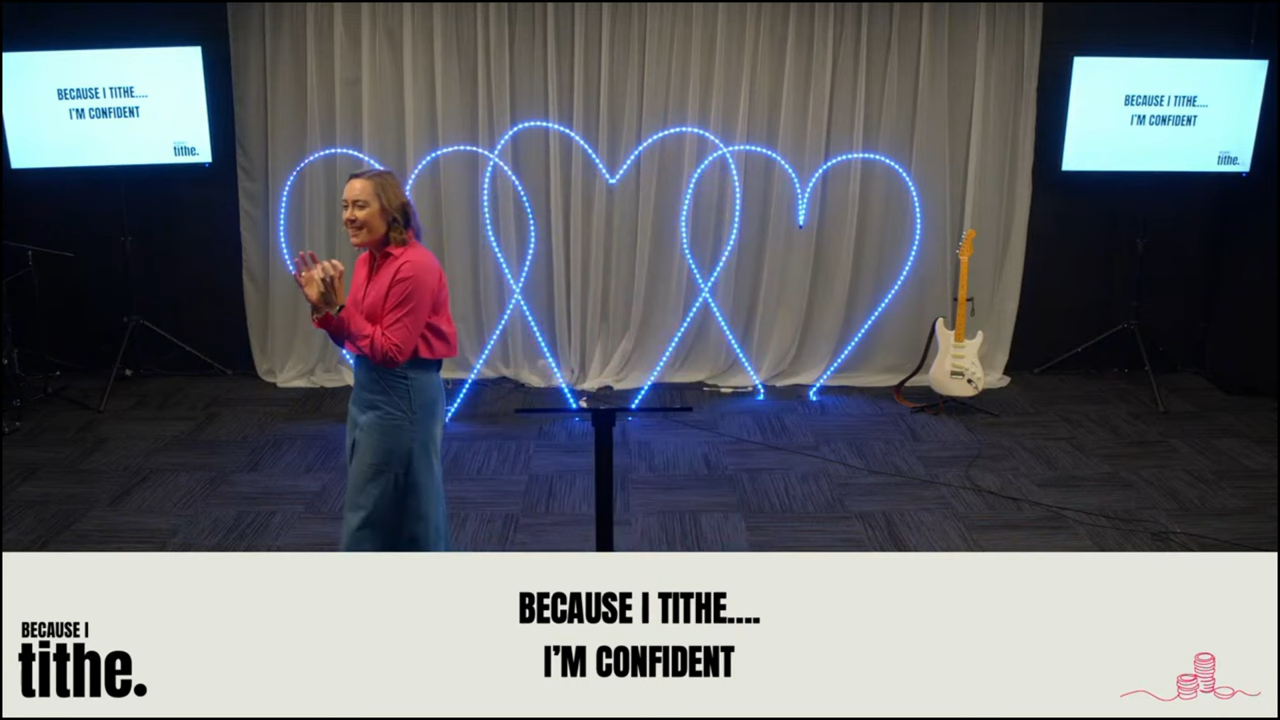 BECAUSE I TITHE....
I'M CONFIDENT
tithe.
BECAUSE I TITHE....
I'M CONFIDENT
tithe.
BECAUSE I
tithe.
BECAUSE I TITHE....
I'M CONFIDENT